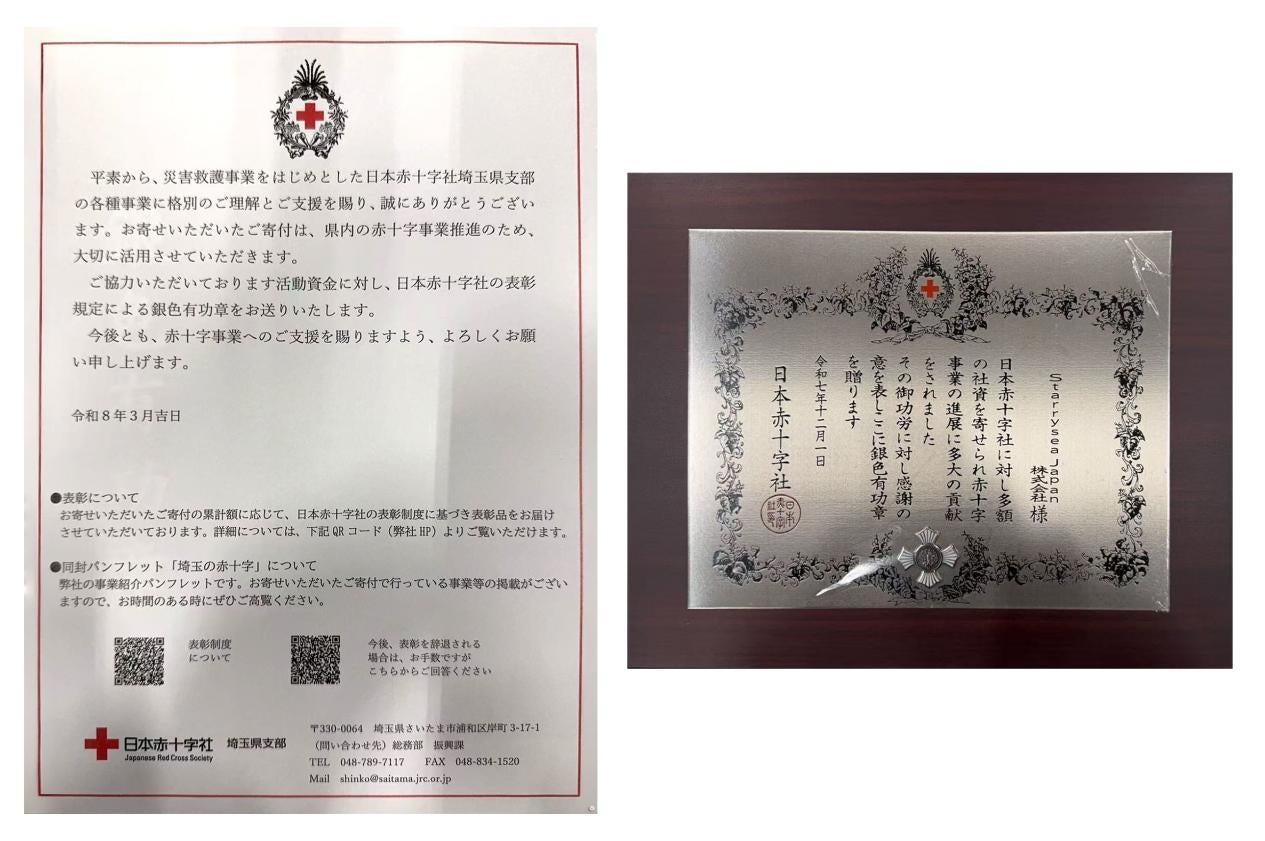 平素から、災害救護事業をはじめとした日本赤十字社埼玉県支部
の各種事業に格別のご理解とご支援を賜り、誠にありがとうござい
ます。お寄せいただいたご寄付は、県内の赤十字事業推進のため、
大切に活用させていただきます。
ご協力いただいております活動資金に対し、日本赤十字社の表彰
規定による銀色有功章をお送りいたします。
今後とも、赤十字事業へのご支援を賜りますよう、よろしくお願
い申し上げます。
令和8年3月吉日
●表彰について
お寄せいただいたご寄付の累計額に応じて、日本赤十字社の表彰制度に基づき表彰品をお届け
させていただいております。詳細については、下記QRコード(弊社HP)よりご覧いただけます。
●同封パンフレット「埼玉の赤十字」について
弊社の事業紹介パンフレットです。お寄せいただいたご寄付で行っている事業等の掲載がござい
ますので、お時間のある時にぜひご高覧ください。
表彰制度
について
今後、表彰を辞退される
場合は、お手数ですが
こちらからご回答ください
日本赤十字社 埼玉県支部
Japanese Red Cross Society
〒330-0064 埼玉県さいたま市浦和区岸町3-17-1
(問い合わせ先)総務部 振興課
TEL 048-789-7117 FAX 048-834-1520
Mail shinko@saitama.jrc.or.jp
Starrysea Japan
株式会社 様
日本赤十字社に対し多額
の社資を寄せられ赤十字
事業の進展に多大の貢献
をされました
その御功労に対し感謝の
意を表しここに銀色有功章
を贈ります
令和七年十二月一日
日本赤十字社